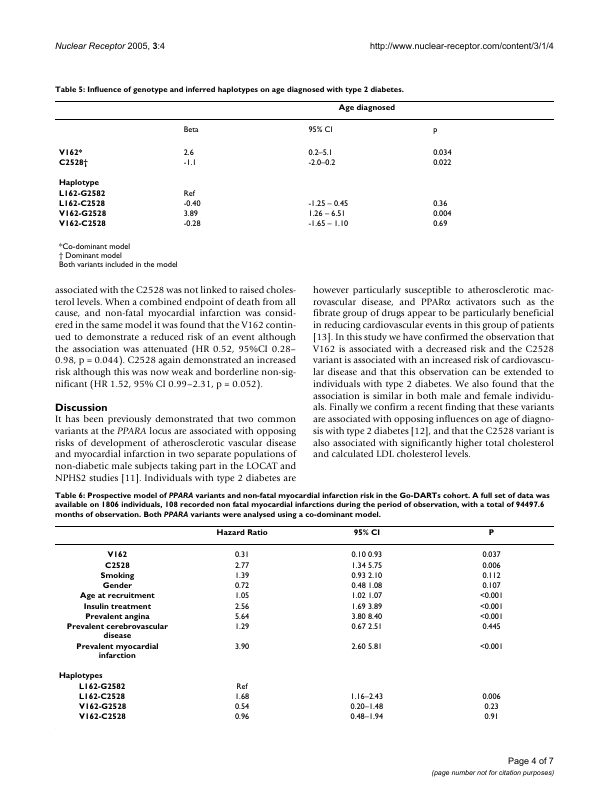 Nuclear Receptor 2005, 3:4
http://www.nuclear-receptor.com/content/3/1/4
Table 5: Influence of genotype and inferred haplotypes on age diagnosed with type 2 diabetes.
Age diagnosed
Beta 95% CI p
V162* 2.6 0.2–5.1 0.034
C2528† -1.1 -2.0–0.2 0.022
Haplotype
L162-G2582 Ref
L162-C2528 -0.40 -1.25 – 0.45 0.36
V162-G2528 3.89 1.26 – 6.51 0.004
V162-C2528 -0.28 -1.65 – 1.10 0.69
*Co-dominant model
† Dominant model
Both variants included in the model
associated with the C2528 was not linked to raised choles-
terol levels. When a combined endpoint of death from all
cause, and non-fatal myocardial infarction was consid-
ered in the same model it was found that the V162 contin-
ued to demonstrate a reduced risk of an event although
the association was attenuated (HR 0.52, 95%CI 0.28–
0.98, p = 0.044). C2528 again demonstrated an increased
risk although this was now weak and borderline non-sig-
nificant (HR 1.52, 95% CI 0.99–2.31, p = 0.052).
Discussion
It has been previously demonstrated that two common
variants at the PPARA locus are associated with opposing
risks of development of atherosclerotic vascular disease
and myocardial infarction in two separate populations of
non-diabetic male subjects taking part in the LOCAT and
NPHS2 studies [11]. Individuals with type 2 diabetes are
however particularly susceptible to atherosclerotic mac-
rovascular disease, and PPARα activators such as the
fibrate group of drugs appear to be particularly beneficial
in reducing cardiovascular events in this group of patients
[13]. In this study we have confirmed the observation that
V162 is associated with a decreased risk and the C2528
variant is associated with an increased risk of cardiovascu-
lar disease and that this observation can be extended to
individuals with type 2 diabetes. We also found that the
association is similar in both male and female individu-
als. Finally we confirm a recent finding that these variants
are associated with opposing influences on age of diagno-
sis with type 2 diabetes [12], and that the C2528 variant is
also associated with significantly higher total cholesterol
and calculated LDL cholesterol levels.
Table 6: Prospective model of PPARA variants and non-fatal myocardial infarction risk in the Go-DARTs cohort. A full set of data was
available on 1806 individuals, 108 recorded non fatal myocardial infarctions during the period of observation, with a total of 94497.6
months of observation. Both PPARA variants were analysed using a co-dominant model.
Hazard Ratio 95% CI P
V162 0.31 0.10 0.93 0.037
C2528 2.77 1.34 5.75 0.006
Smoking 1.39 0.93 2.10 0.112
Gender 0.72 0.48 1.08 0.107
Age at recruitment 1.05 1.02 1.07 <0.001
Insulin treatment 2.56 1.69 3.89 <0.001
Prevalent angina 5.64 3.80 8.40 <0.001
Prevalent cerebrovascular 1.29 0.67 2.51 0.445
disease
Prevalent myocardial 3.90 2.60 5.81 <0.001
infarction
Haplotypes
L162-G2582 Ref
L162-C2528 1.68 1.16–2.43 0.006
V162-G2528 0.54 0.20–1.48 0.23
V162-C2528 0.96 0.48–1.94 0.91
Page 4 of 7
(page number not for citation purposes)